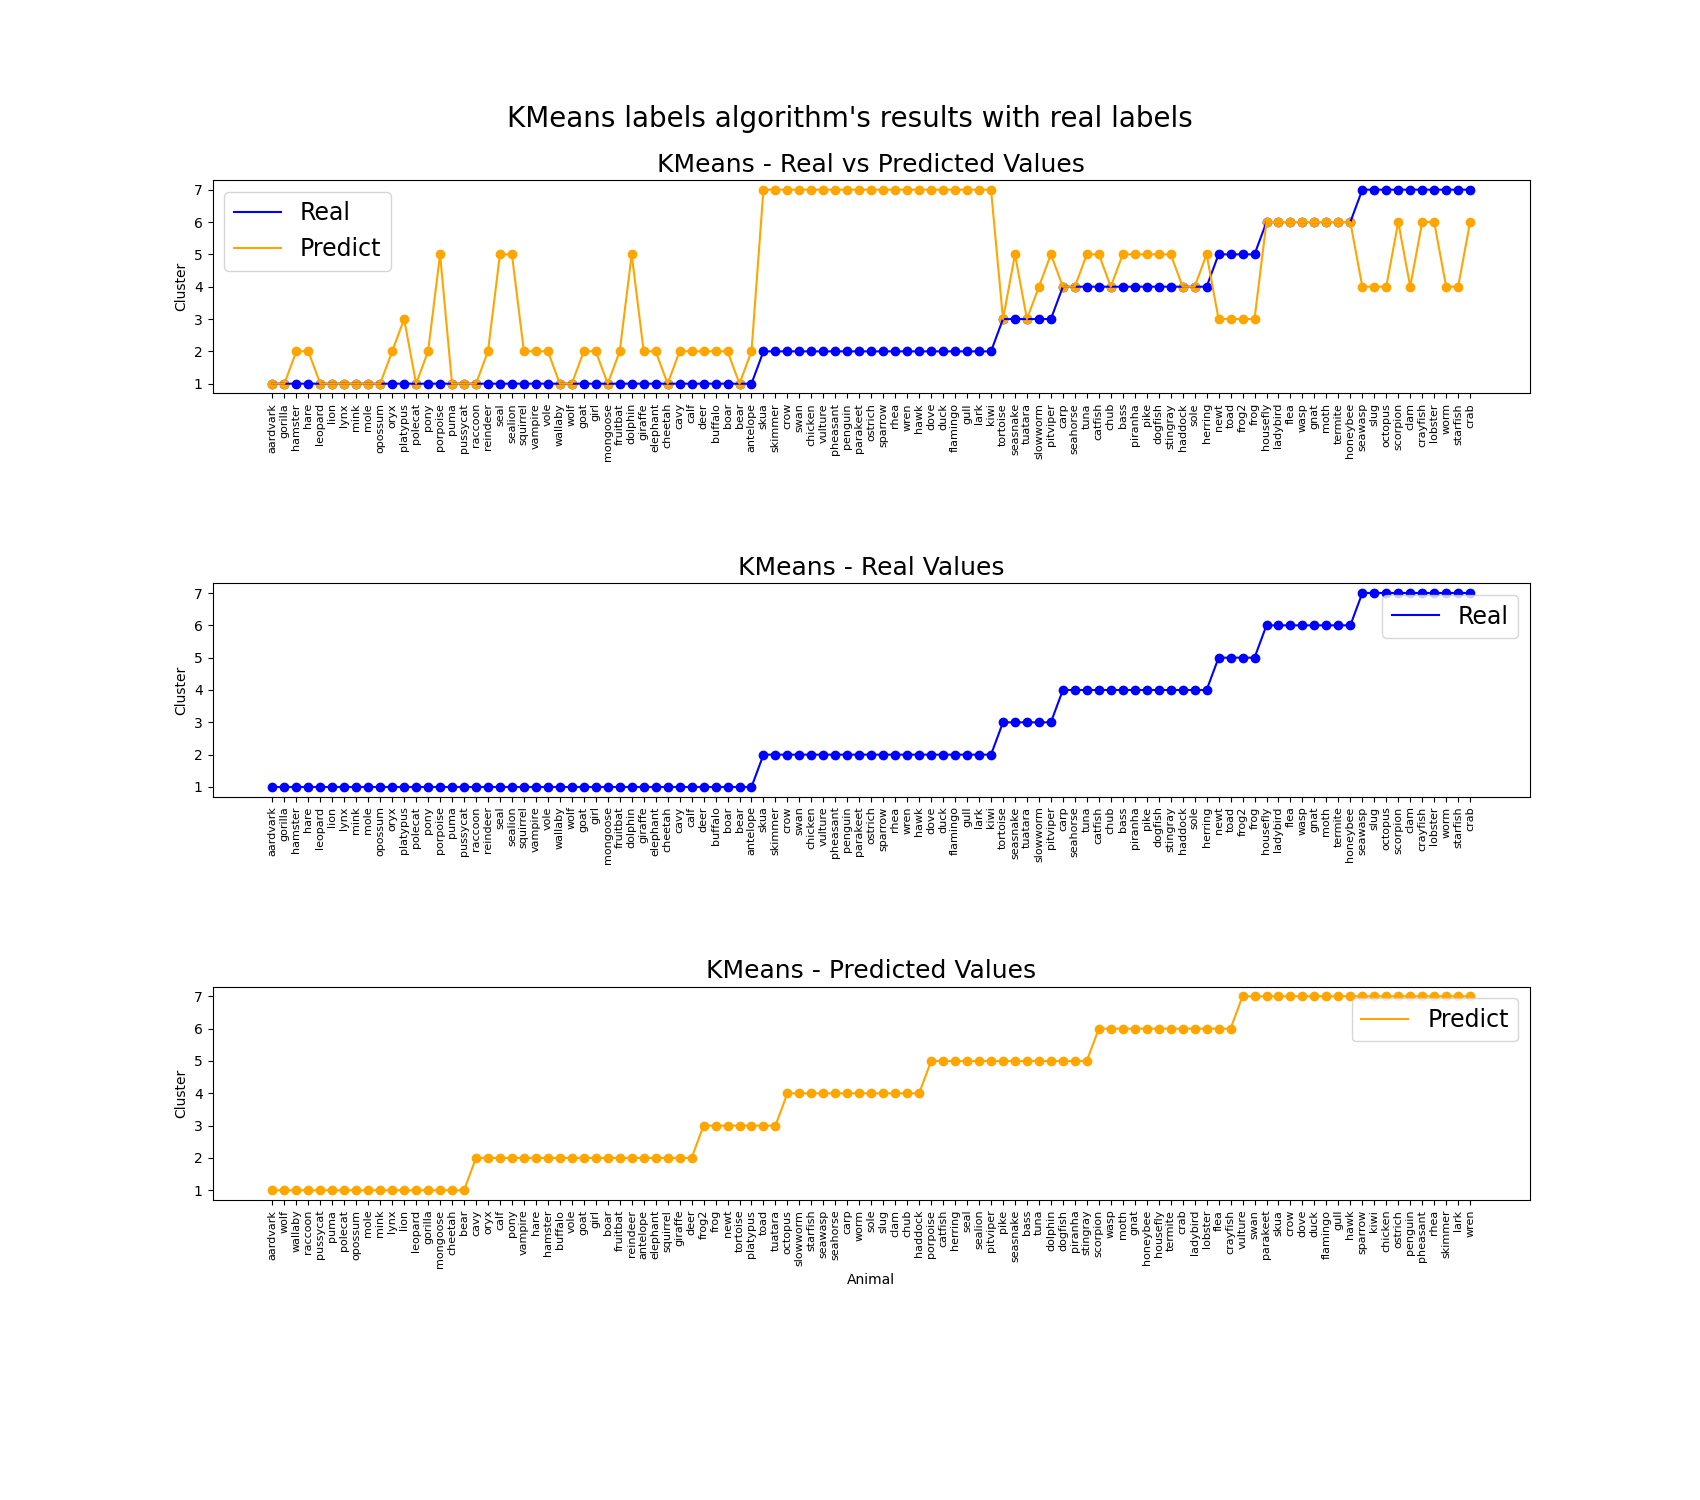 KMeans labels algorithm's results with real labels
KMeans - Real vs Predicted Values
7
6
5
4
3
2
1
Cluster
Real
Predict
aardvark
gorilla
hamster
hare
leopard
lion
lynx
mink
mole
opossum
oryx
platypus
polecat
pony
porpoise
puma
pussycat
raccoon
reindeer
seal
sealion
squirrel
vampire
vole
wallaby
wolf
goat
girl
mongoose
fruitbat
dolphin
giraffe
elephant
cheetah
cavy
calf
deer
buffalo
boar
bear
antelope
skua
skimmer
crow
swan
chicken
vulture
pheasant
penguin
parakeet
ostrich
sparrow
rhea
wren
hawk
dove
duck
flamingo
gull
lark
kiwi
tortoise
seasnake
tuatara
slowworm
pitviper
carp
seahorse
tuna
catfish
chub
bass
piranha
pike
dogfish
stingray
haddock
sole
herring
newt
toad
frog2
frog
housefly
ladybird
flea
wasp
gnat
moth
termite
honeybee
seawasp
slug
octopus
scorpion
clam
crayfish
lobster
worm
starfish
crab
KMeans - Real Values
7
6
5
4
3
2
1
Cluster
Real
aardvark
gorilla
hamster
hare
leopard
lion
lynx
mink
mole
opossum
oryx
platypus
polecat
pony
porpoise
puma
pussycat
raccoon
reindeer
seal
sealion
squirrel
vampire
vole
wallaby
wolf
goat
girl
mongoose
fruitbat
dolphin
giraffe
elephant
cheetah
cavy
calf
deer
buffalo
boar
bear
antelope
skua
skimmer
crow
swan
chicken
vulture
pheasant
penguin
parakeet
ostrich
sparrow
rhea
wren
hawk
dove
duck
flamingo
gull
lark
kiwi
tortoise
seasnake
tuatara
slowworm
pitviper
carp
seahorse
tuna
catfish
chub
bass
piranha
pike
dogfish
stingray
haddock
sole
herring
newt
toad
frog2
frog
housefly
ladybird
flea
wasp
gnat
moth
termite
honeybee
seawasp
slug
octopus
scorpion
clam
crayfish
lobster
worm
starfish
crab
KMeans - Predicted Values
7
6
5
4
3
2
1
Cluster
Predict
aardvark
wolf
wallaby
raccoon
pussycat
puma
polecat
opossum
mole
mink
lynx
lion
leopard
gorilla
mongoose
cheetah
bear
cavy
oryx
calf
pony
vampire
hare
hamster
buffalo
vole
goat
girl
boar
fruitbat
reindeer
antelope
elephant
squirrel
giraffe
deer
frog2
frog
newt
tortoise
platypus
toad
tuatara
octopus
slowworm
starfish
seawasp
seahorse
carp
worm
sole
slug
clam
chub
haddock
porpoise
catfish
herring
seal
sealion
pitviper
pike
seasnake
bass
tuna
dolphin
dogfish
piranha
stingray
scorpion
wasp
moth
gnat
honeybee
housefly
termite
crab
ladybird
lobster
flea
crayfish
vulture
swan
parakeet
skua
crow
dove
duck
flamingo
gull
hawk
sparrow
kiwi
chicken
ostrich
penguin
pheasant
rhea
skimmer
lark
wren
Animal